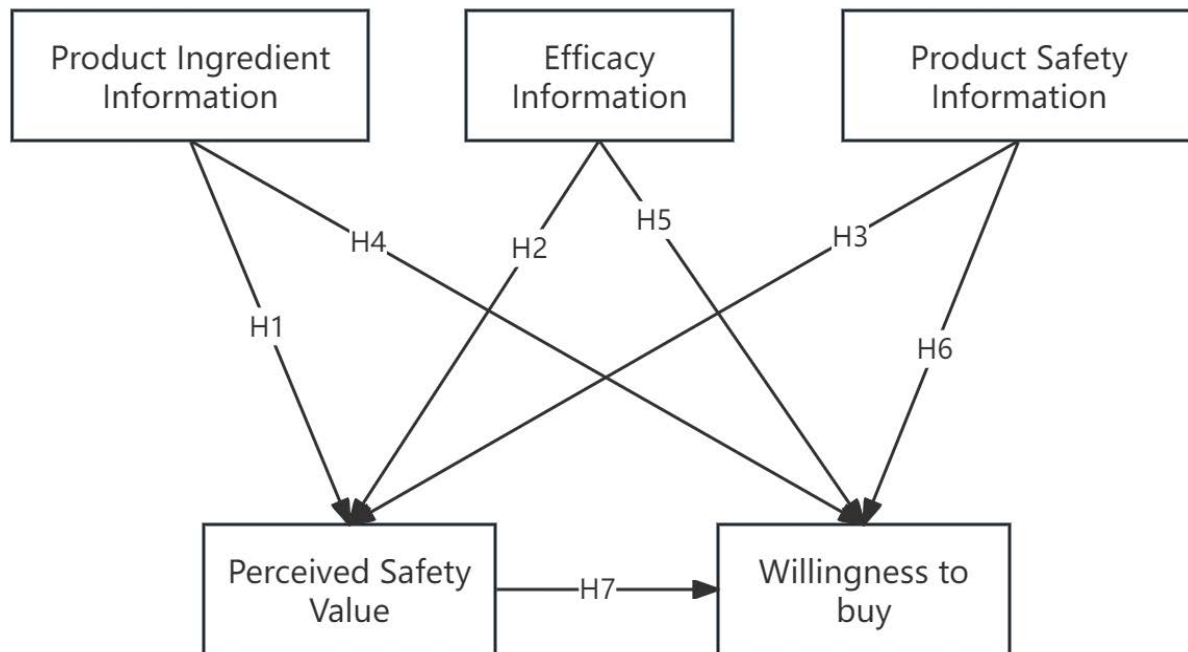 Product Ingredient
Information
Efficacy
Information
Product Safety
Information
H4
H2
H5
H3
H1
H6
Perceived Safety
Value
H7
Willingness to
buy